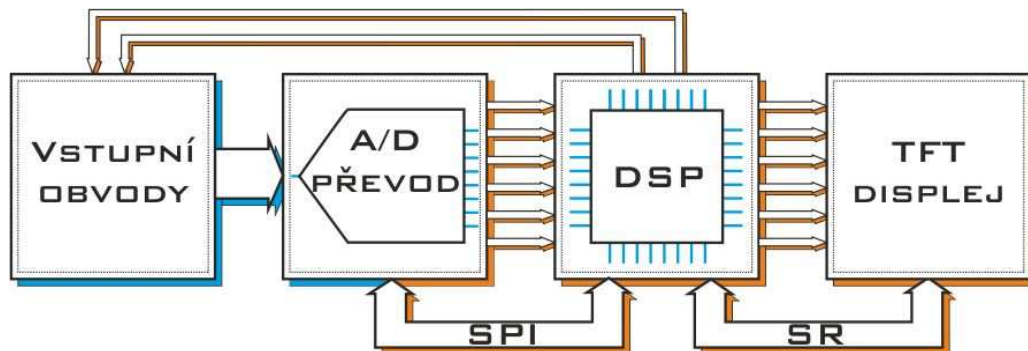 VSTUPNÍ
OBVODY
A/D
PŘEVOD
DSP
TFT
DISPLEJ
SPI
SR